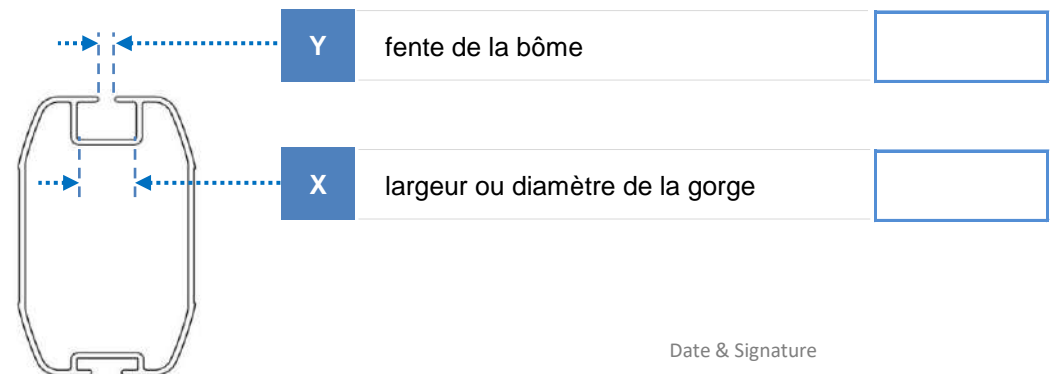 Y fente de la bôme
X largeur ou diamètre de la gorge
Date & Signature